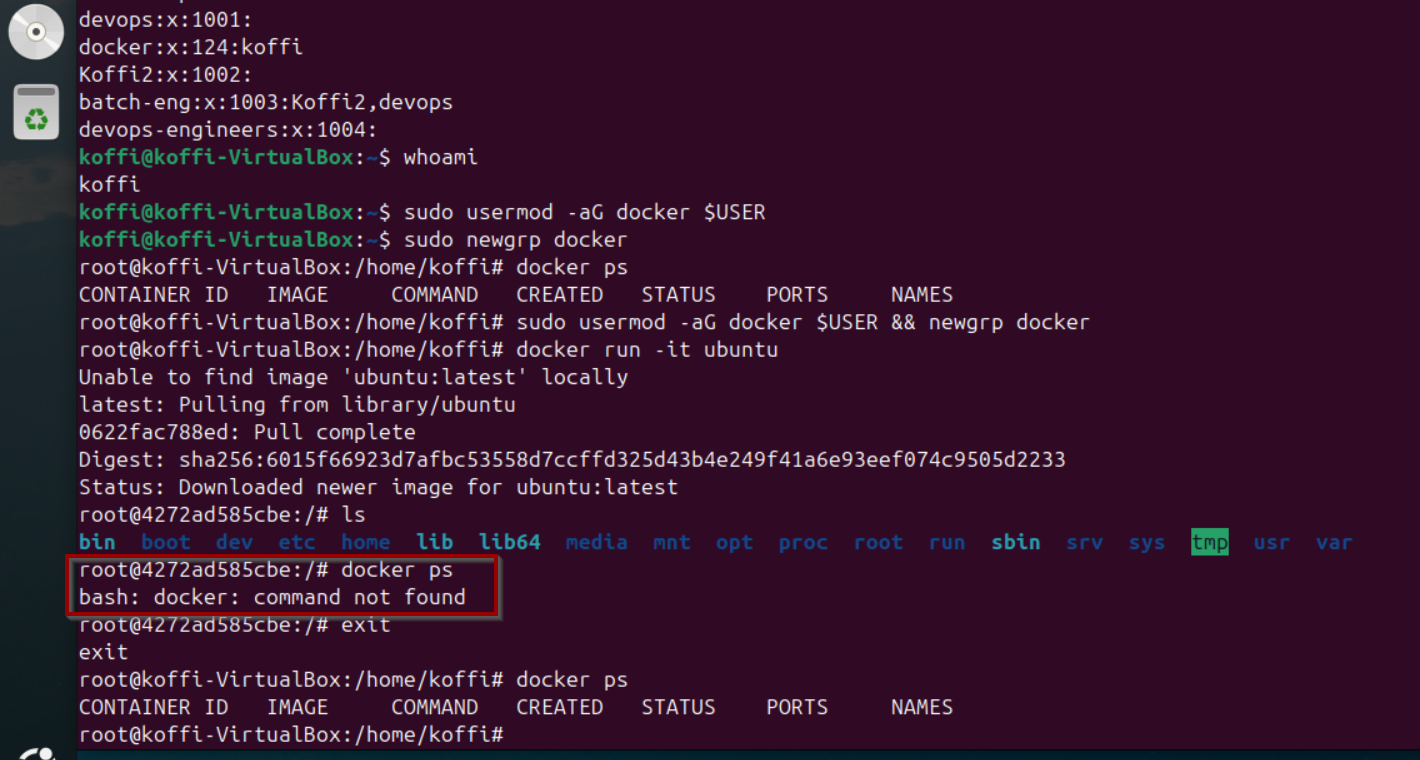 devops:x:1001:
docker:x:124:koffi
Koffi2:x:1002:
batch-eng:x:1003:Koffi2,devops
devops-engineers:x:1004:
koffi@koffi-VirtualBox:~$ whoami
koffi
koffi@koffi-VirtualBox:~$ sudo usermod -aG docker $USER
koffi@koffi-VirtualBox:~$ sudo newgrp docker
root@koffi-VirtualBox:/home/koffi# docker ps
CONTAINER ID   IMAGE     COMMAND   CREATED   STATUS    PORTS     NAMES
root@koffi-VirtualBox:/home/koffi# sudo usermod -aG docker $USER && newgrp docker
root@koffi-VirtualBox:/home/koffi# docker run -it ubuntu
Unable to find image 'ubuntu:latest' locally
latest: Pulling from library/ubuntu
0622fac788ed: Pull complete
Digest: sha256:6015f66923d7afbc53558d7ccffd325d43b4e249f41a6e93eef074c9505d2233
Status: Downloaded newer image for ubuntu:latest
root@4272ad585cbe:/# ls
bin  boot  dev  etc  home  lib  lib64  media  mnt  opt  proc  root  run  sbin  srv  sys  tmp  usr  var
root@4272ad585cbe:/# docker ps
bash: docker: command not found
root@4272ad585cbe:/# exit
exit
root@koffi-VirtualBox:/home/koffi# docker ps
CONTAINER ID   IMAGE     COMMAND   CREATED   STATUS    PORTS     NAMES
root@koffi-VirtualBox:/home/koffi#